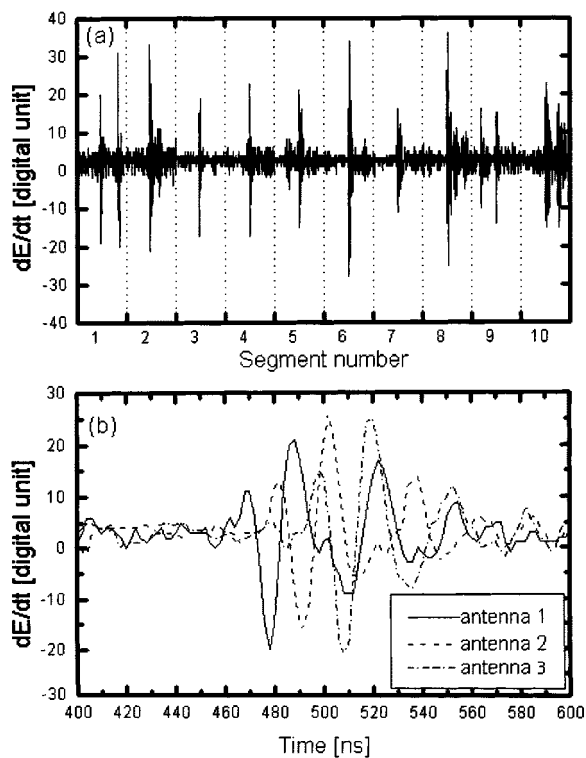 (a)
dE/dt [digital unit]
40
30
20
10
0
-10
-20
-30
-40
1 2 3 4 5 6 7 8 9 10
Segment number
(b)
dE/dt [digital unit]
30
20
10
0
-10
-20
-30
antenna 1
antenna 2
antenna 3
400 420 440 460 480 500 520 540 560 580 600
Time [ns]